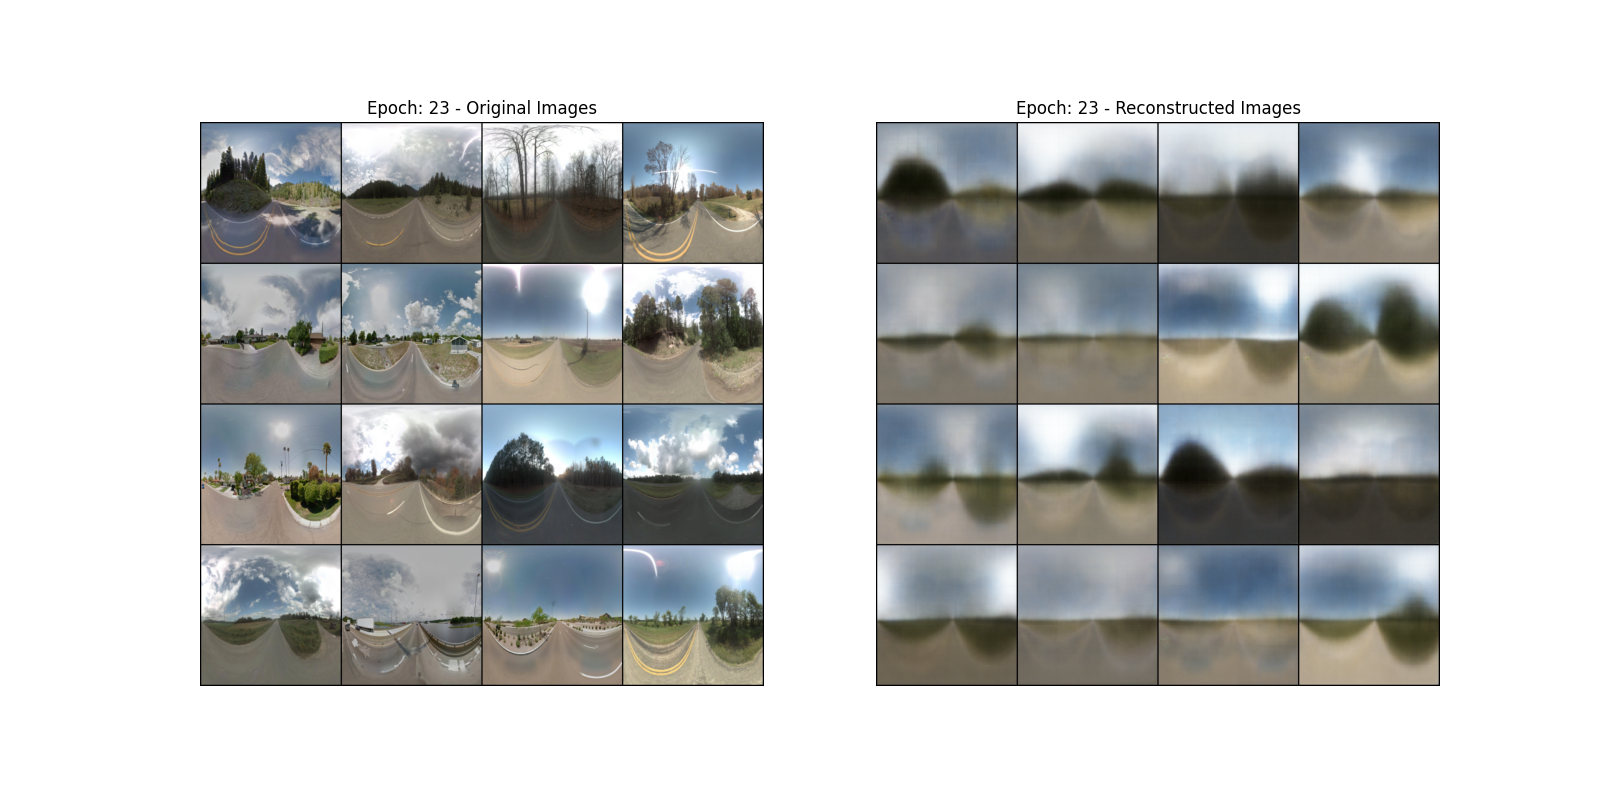 Epoch: 23 - Original Images
Epoch: 23 - Reconstructed Images